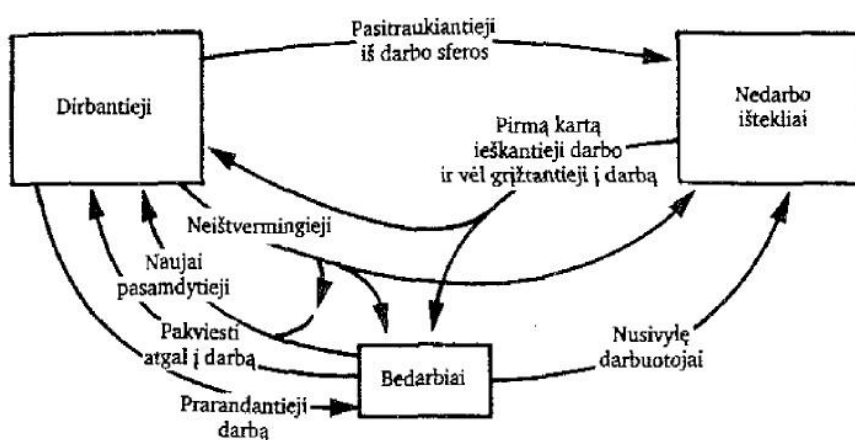 Pasitraukiantieji
iš darbo sferos
Dirbantieji
Nedarbo
ištekliai
Pirmą kartą
ieškantieji darbo
ir vėl grįžtantieji į darbą
Neištvermingieji
Naujai
pasamdytieji
Pakviesti
atgal į darbą
Bedarbiai
Nusivylę
darbuotojai
Prarandantieji
darbą